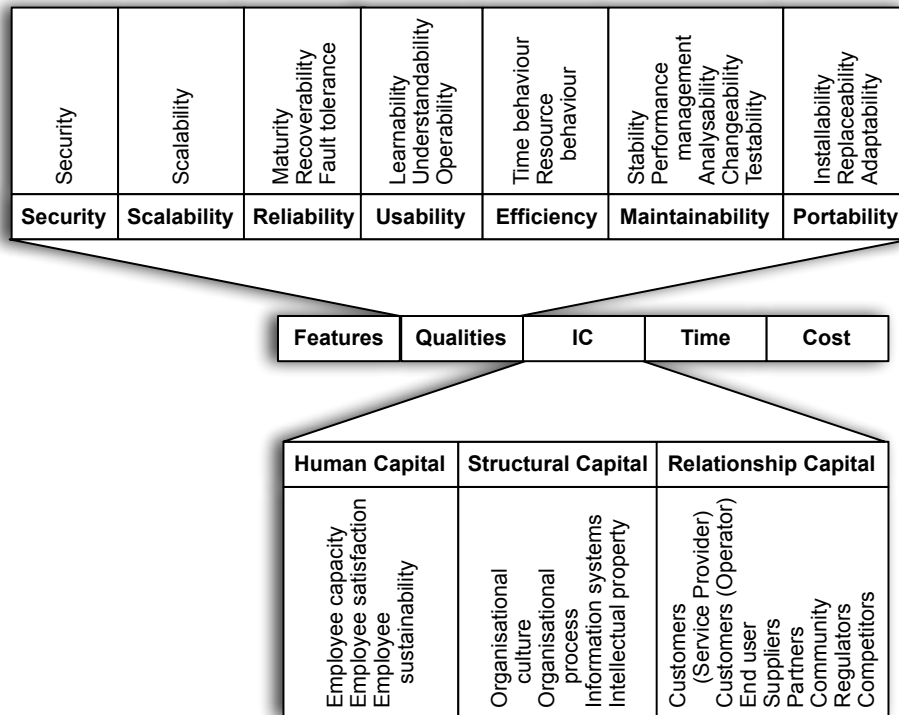 Security
Scalability
Maturity
Recoverability
Fault tolerance
Learnability
Understandability
Operability
Time behaviour
Resource
behaviour
Stability
Performance
management
Analysability
Changeability
Testability
Installability
Replaceability
Adaptability
Security
Scalability
Reliability
Usability
Efficiency
Maintainability
Portability
Features
Qualities
IC
Time
Cost
Human Capital
Structural Capital
Relationship Capital
Employee capacity
Employee satisfaction
Employee
sustainability
Organisational
culture
Organisational
process
Information systems
Intellectual property
Customers
(Service Provider)
Customers (Operator)
End user
Suppliers
Partners
Community
Regulators
Competitors